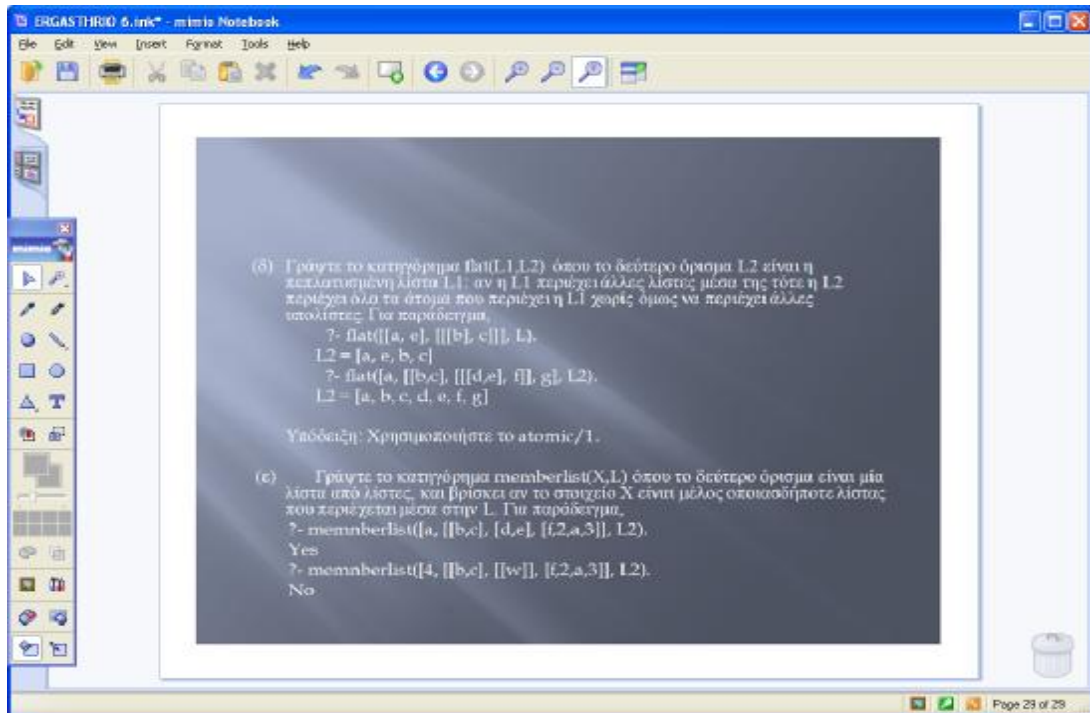 ERGASTHRIO 6.ink* - mimio Notebook
File Edit View Insert Format Tools Help
mimio
(δ) Γράψτε το κατηγόρημα flat(L1,L2) όπου το δεύτερο όρισμα L2 είναι η
πεπλατυσμένη λίστα L1: αν η L1 περιέχει άλλες λίστες μέσα της τότε η L2
περιέχει όλα τα άτομα που περιέχει η L1 χωρίς όμως να περιέχει άλλες
υπολίστες. Για παράδειγμα,
?- flat([[a, e], [[[b], c]]], L).
L2 = [a, e, b, c]
?- flat([a, [[b,c], [[[d,e], f]], g], L2).
L2 = [a, b, c, d, e, f, g]
Υπόδειξη: Χρησιμοποιήστε το atomic/1.
(ε) Γράψτε το κατηγόρημα memberlist(X,L) όπου το δεύτερο όρισμα είναι μία
λίστα από λίστες, και βρίσκει αν το στοιχείο Χ είναι μέλος οποιασδήποτε λίστας
που περιέχεται μέσα στην L. Για παράδειγμα,
?- memnberlist([a, [[b,c], [d,e], [f,2,a,3]], L2).
Yes
?- memnberlist([4, [[b,c], [[w]], [f,2,a,3]], L2).
No
Page 29 of 29